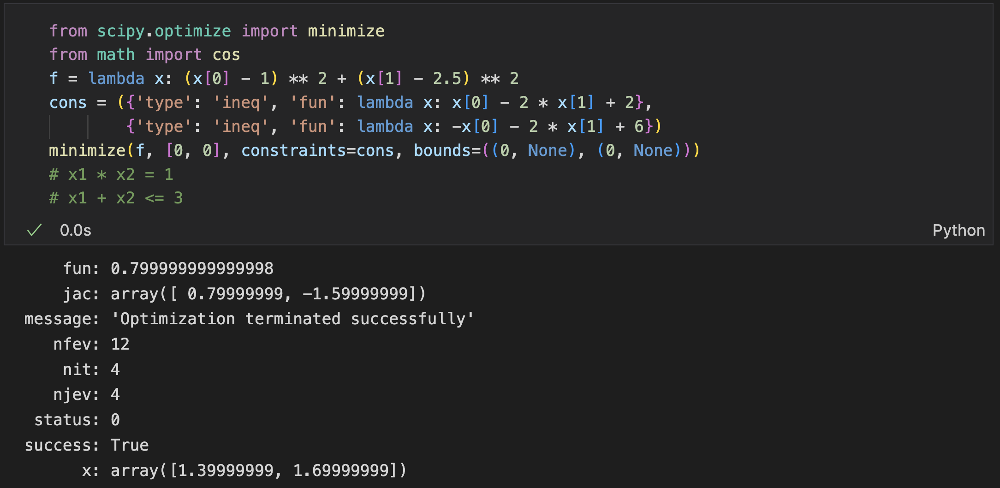 from scipy.optimize import minimize
from math import cos
f = lambda x: (x[0] - 1) ** 2 + (x[1] - 2.5) ** 2
cons = ({'type': 'ineq', 'fun': lambda x: x[0] - 2 * x[1] + 2},
        {'type': 'ineq', 'fun': lambda x: -x[0] - 2 * x[1] + 6})
minimize(f, [0, 0], constraints=cons, bounds=((0, None), (0, None)))
# x1 * x2 = 1
# x1 + x2 <= 3
0.0s Python
fun: 0.7999999999999998
jac: array([ 0.79999999, -1.59999999])
message: 'Optimization terminated successfully'
nfev: 12
nit: 4
njev: 4
status: 0
success: True
x: array([1.39999999, 1.69999999])